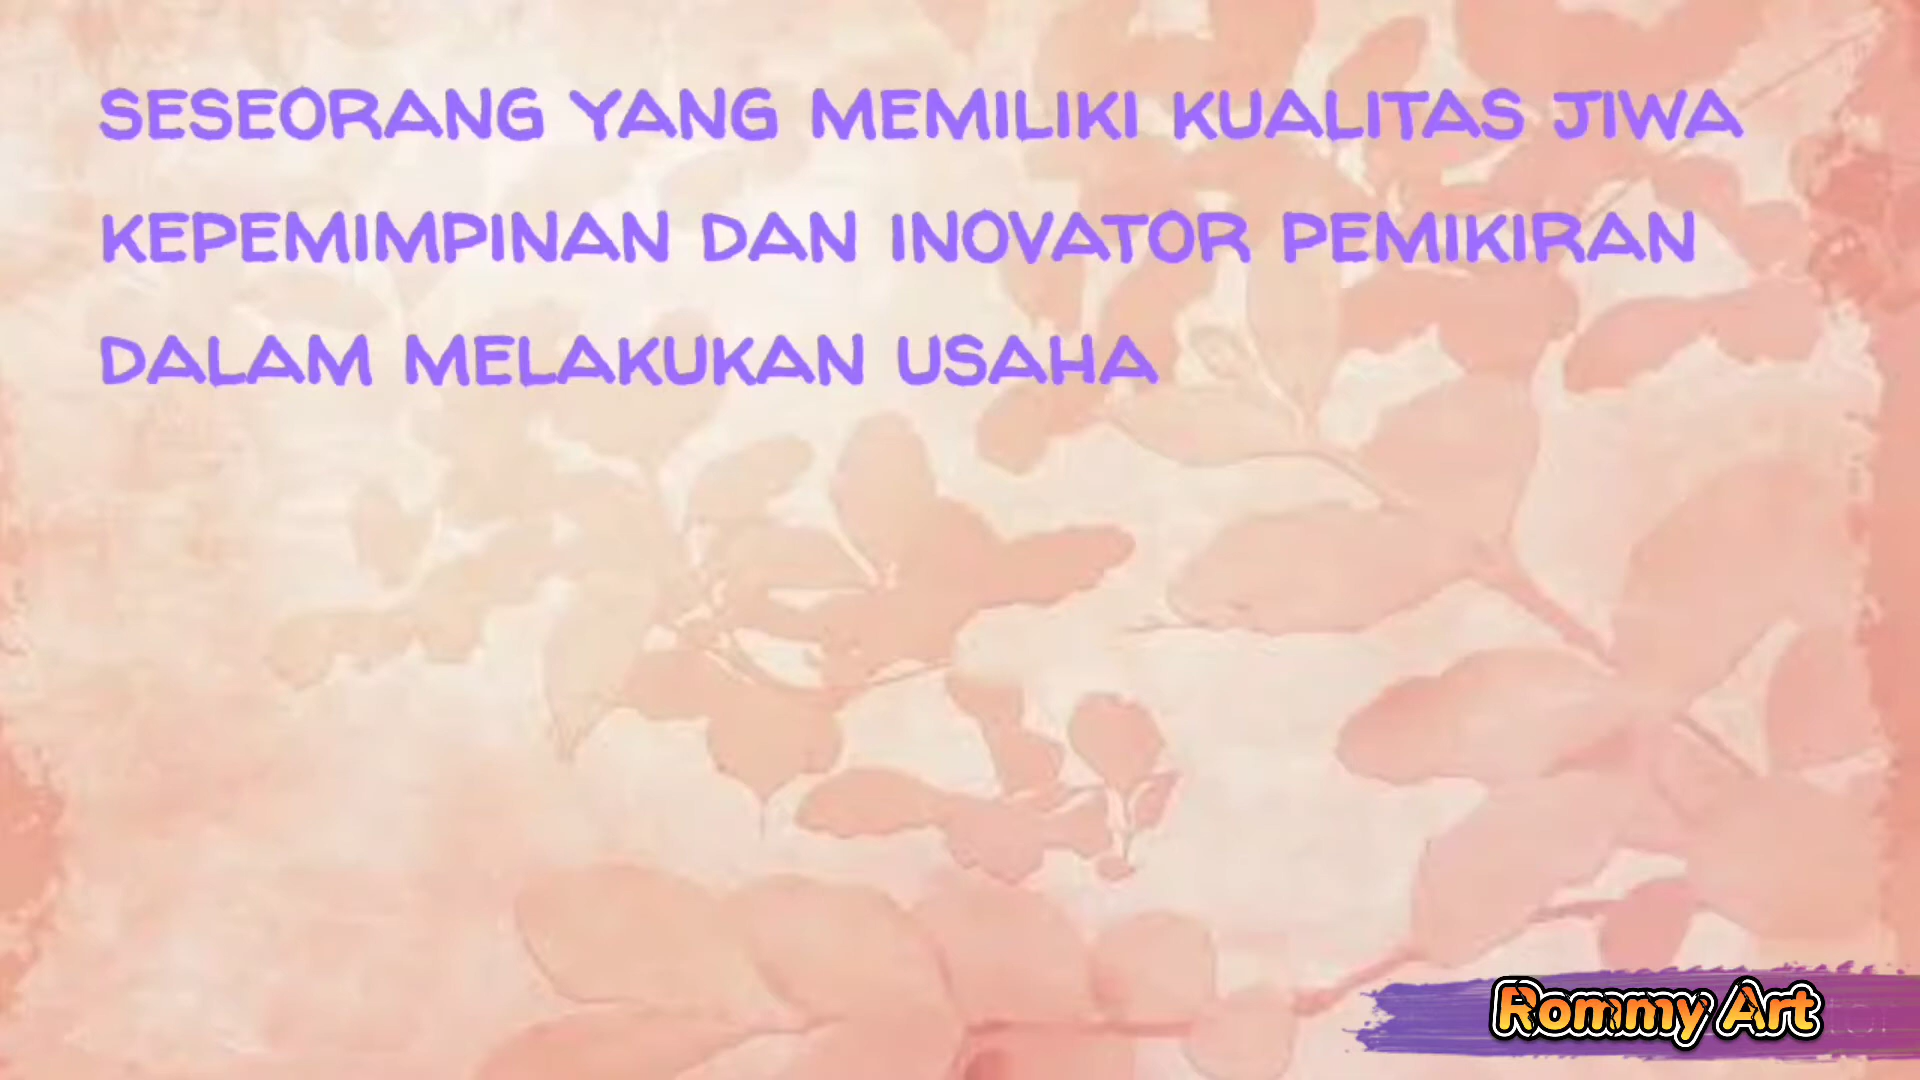 SESEORANG YANG MEMILIKI KUALITAS JIWA
KEPEMIMPINAN DAN INOVATOR PEMIKIRAN
DALAM MELAKUKAN USAHA
Rommy Art